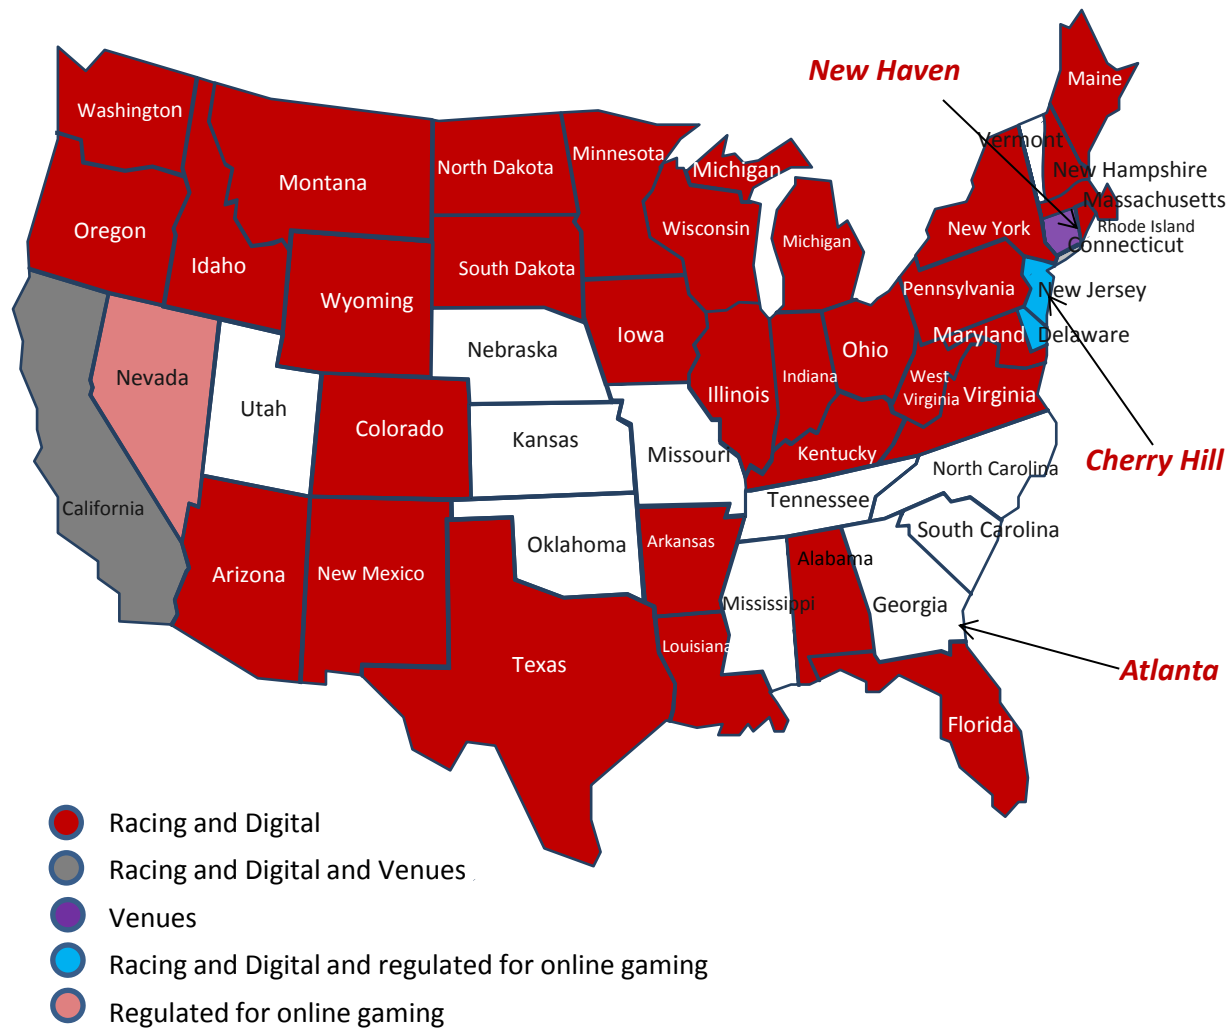 New Haven
Maine
Washington
Vermont
North Dakota
Minnesota
Michigan
New Hampshire
Montana
Massachusetts
Oregon
Wisconsin
New York
Rhode Island
Michigan
Connecticut
Idaho
South Dakota
Pennsylvania
New Jersey
Wyoming
Iowa
Maryland
Delaware
Nebraska
Ohio
Nevada
Indiana
West
Virginia
Illinois
Virginia
Utah
Colorado
Kansas
Missouri
Kentucky
Cherry Hill
North Carolina
Tennessee
California
South Carolina
Oklahoma
Arkansas
Alabama
Arizona
New Mexico
Mississippi
Georgia
Louisiana
Texas
Atlanta
Florida
Racing and Digital
Racing and Digital and Venues
Venues
Racing and Digital and regulated for online gaming
Regulated for online gaming